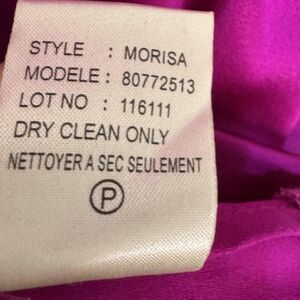 STYLE : MORISA
MODELE : 80772513
LOT NO : 116111
DRY CLEAN ONLY
NETTOYER A SEC SEULEMENT
P